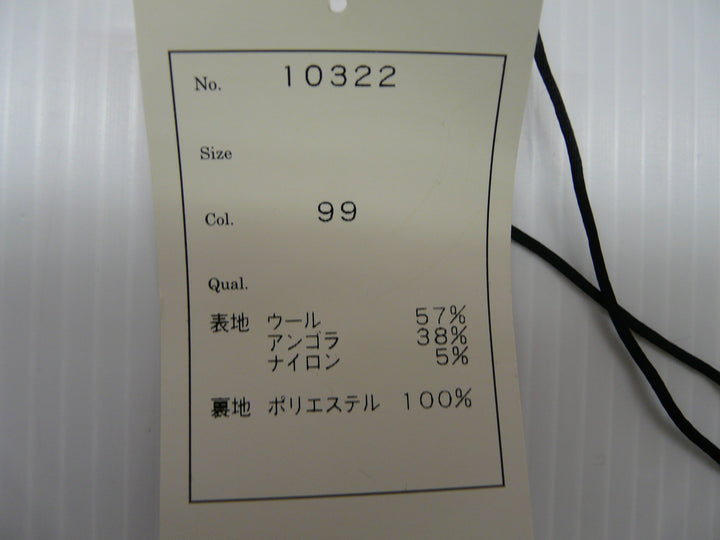 No. 10322
Size
Col. 99
Qual.
表地 ウール 57%
アンゴラ 38%
ナイロン 5%
裏地 ポリエステル 100%